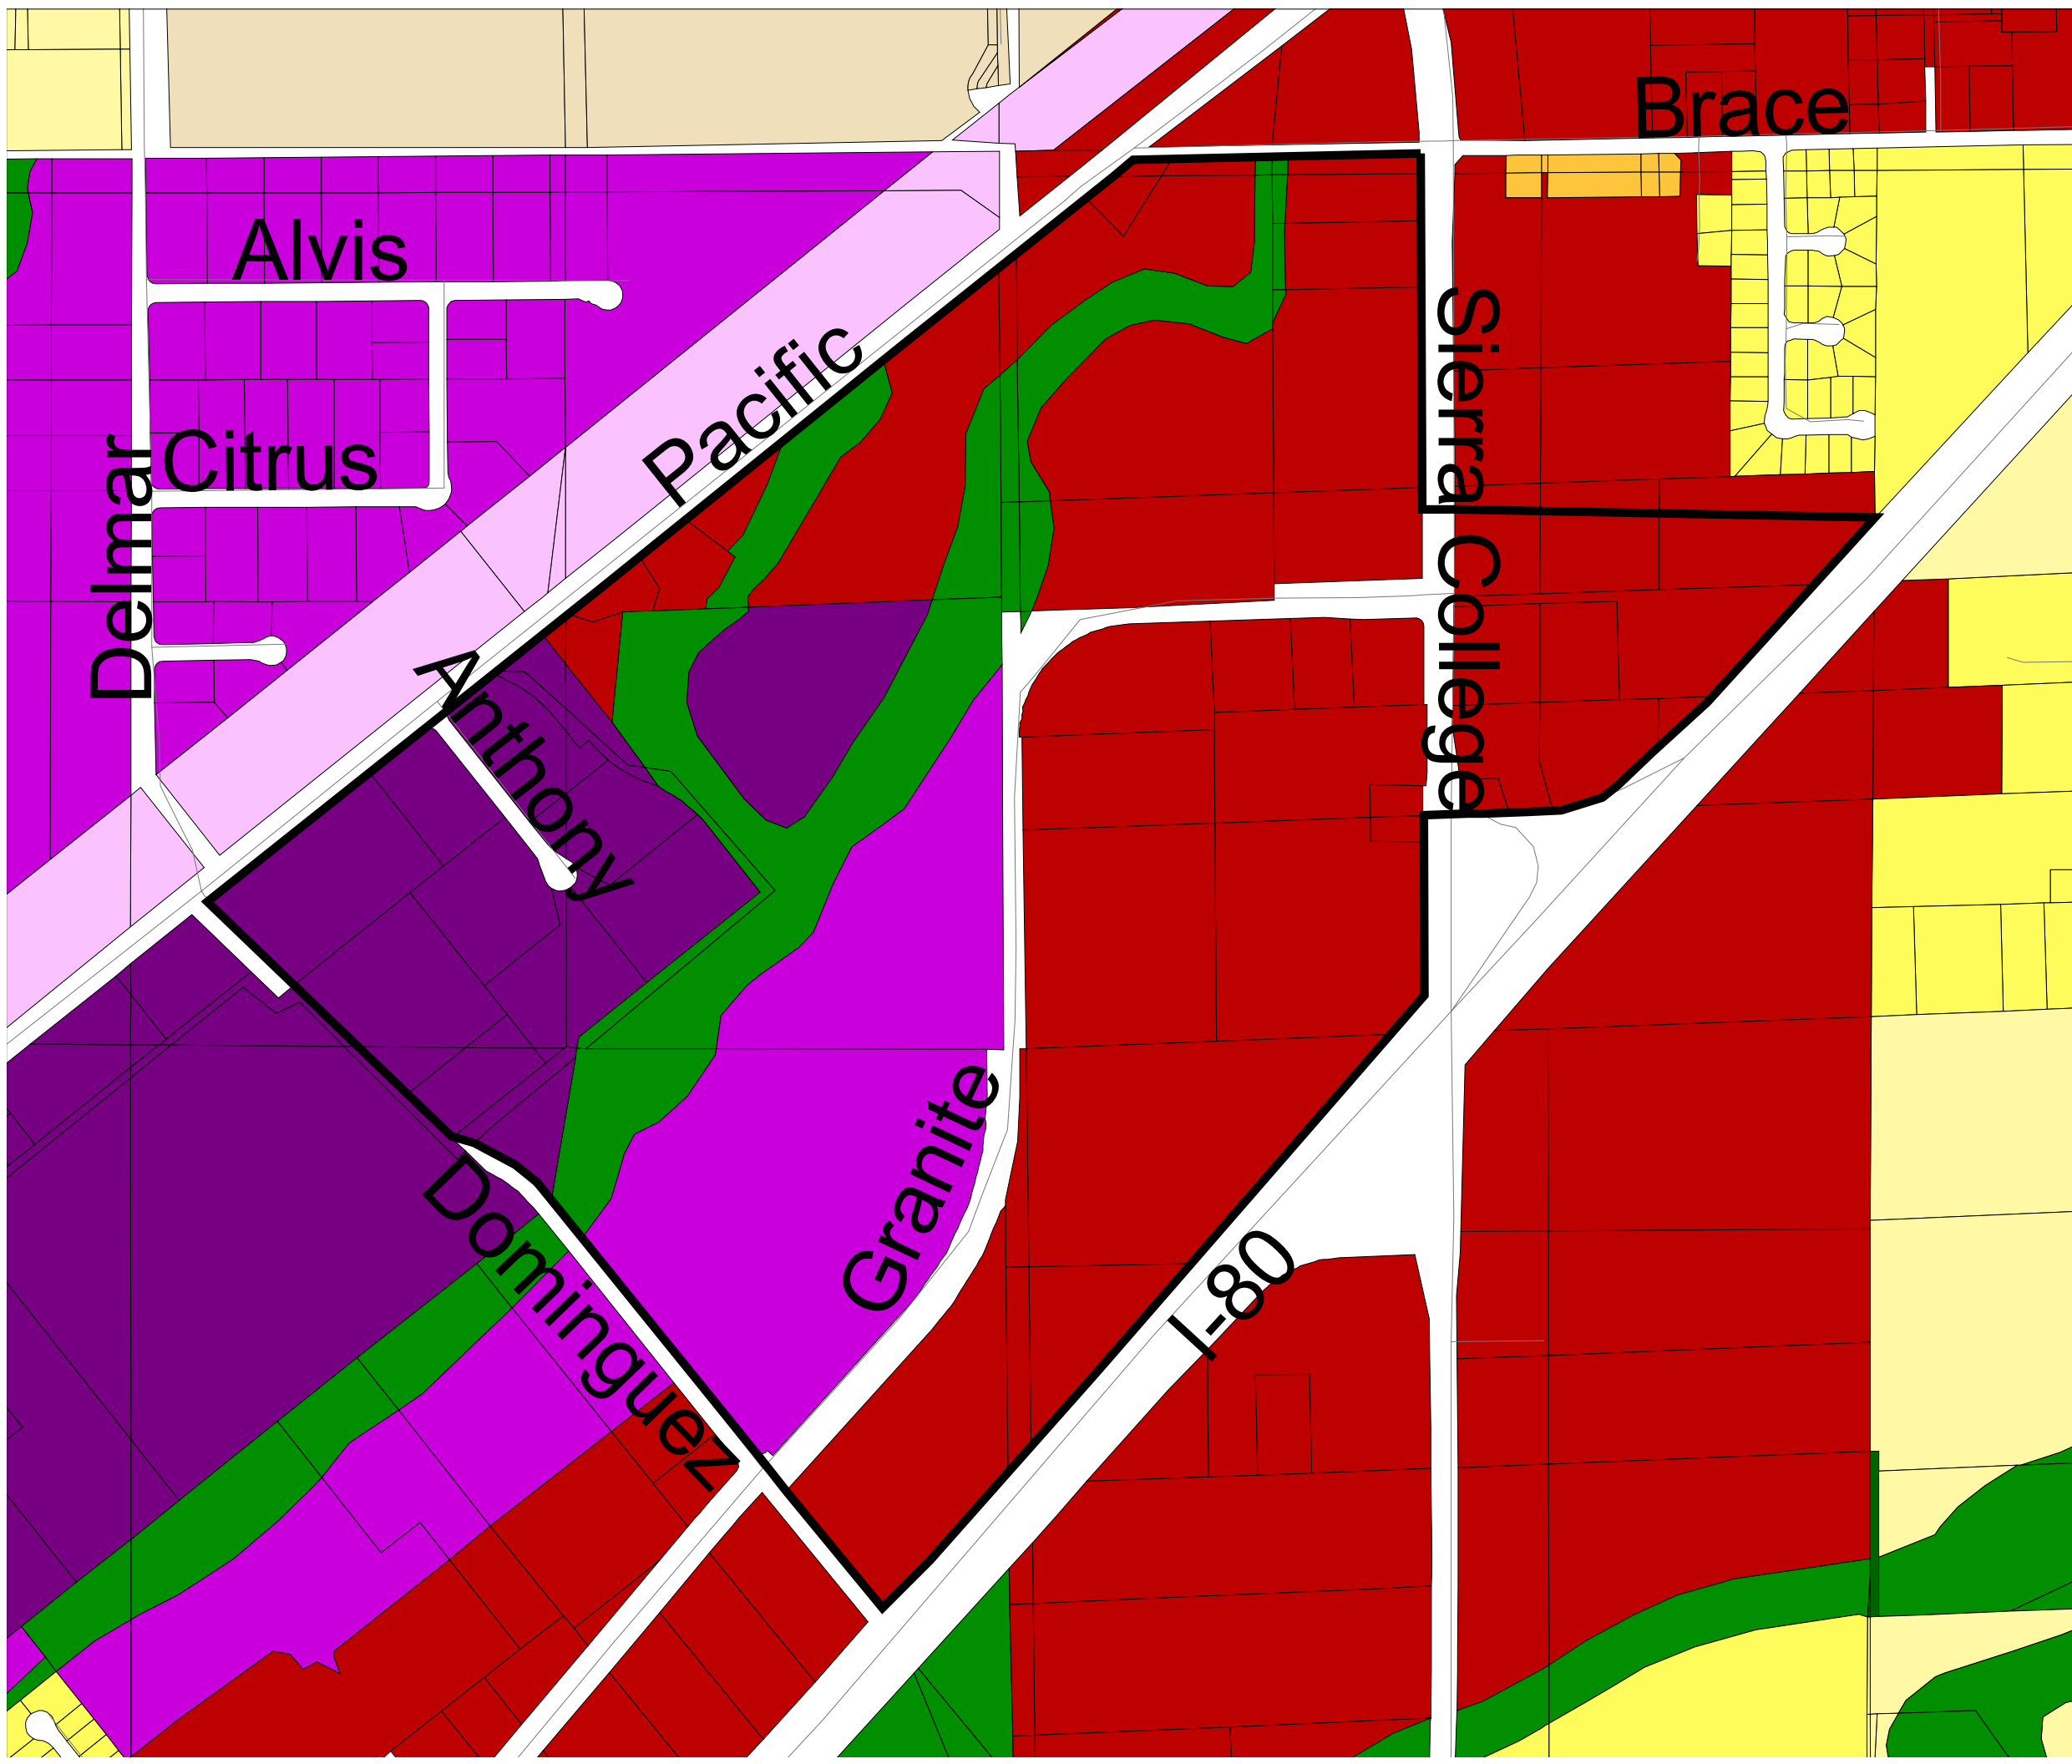 Brace
Alvis
Sierra College
Pacific
Citrus
Delmar
Anthony
Granite
I-80
Dominguez